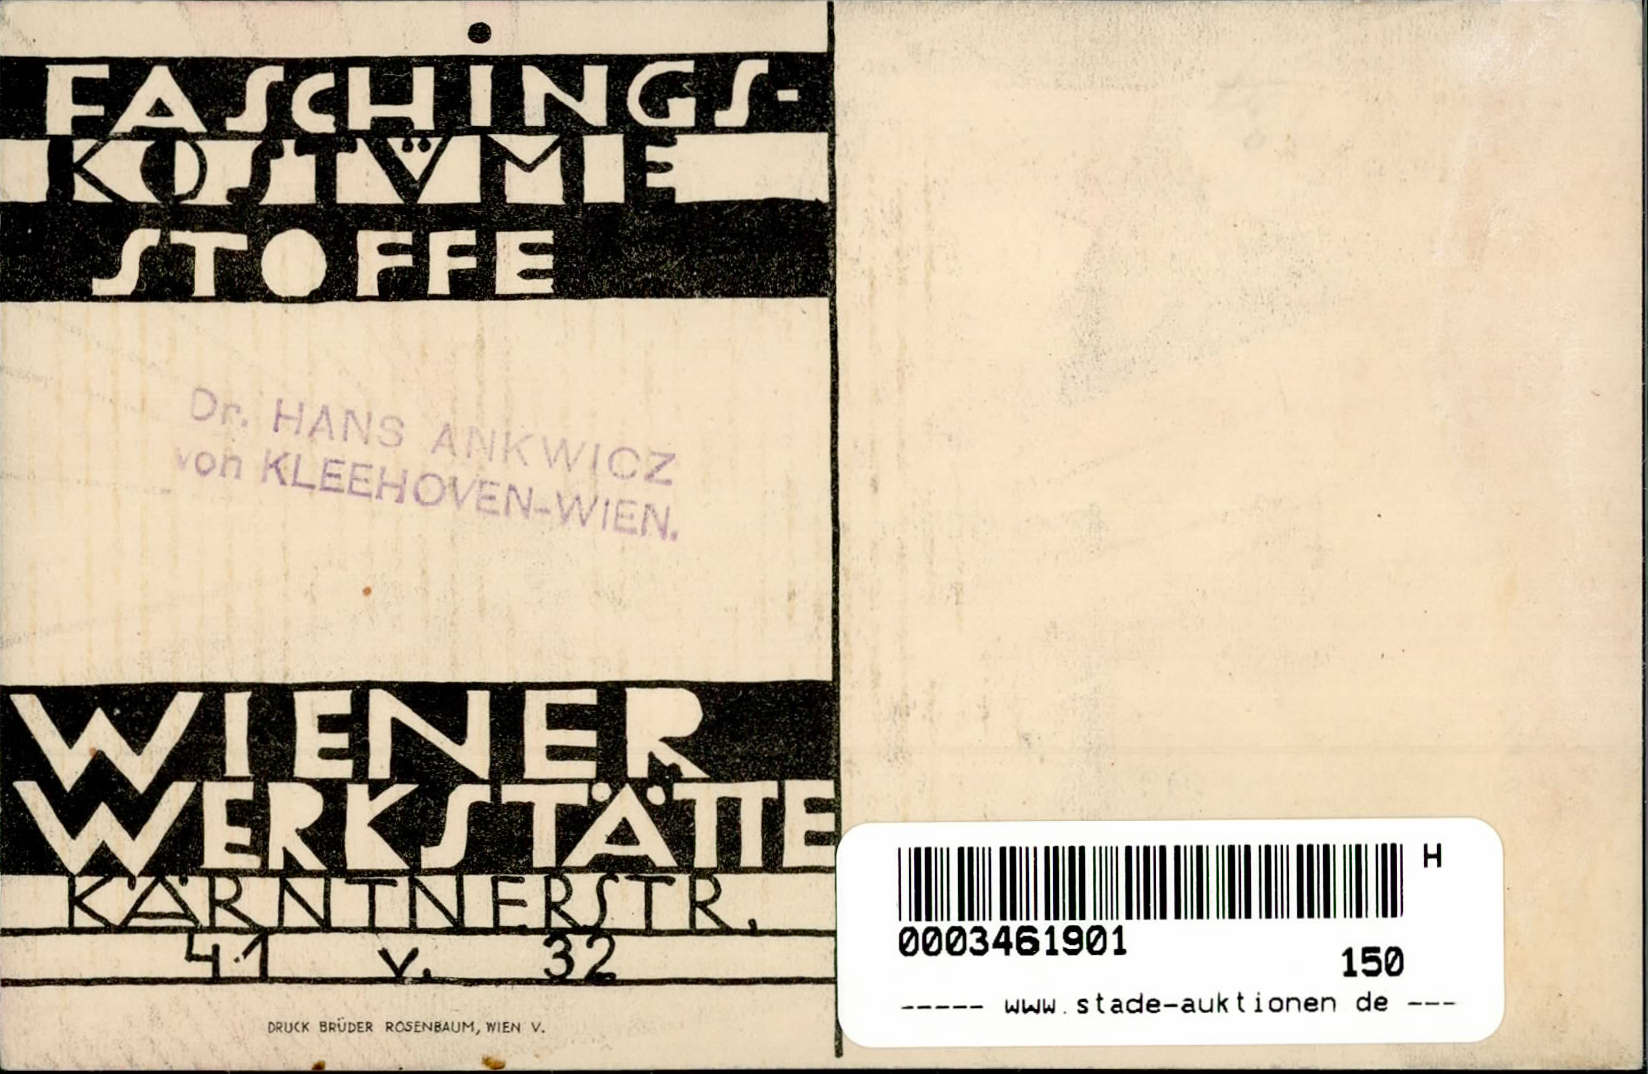 FASCHINGS-
KOSTÜME
STOFFE
Dr. HANS ANKWICZ
von KLEEHOVEN-WIEN.
WIENER
WERKSTÄTTE
KÄRNTNERSTR.
41 v. 32
DRUCK BRÜDER ROSENBAUM, WIEN V.
H
0003461901
150
----- www.stade-auktionen de ---